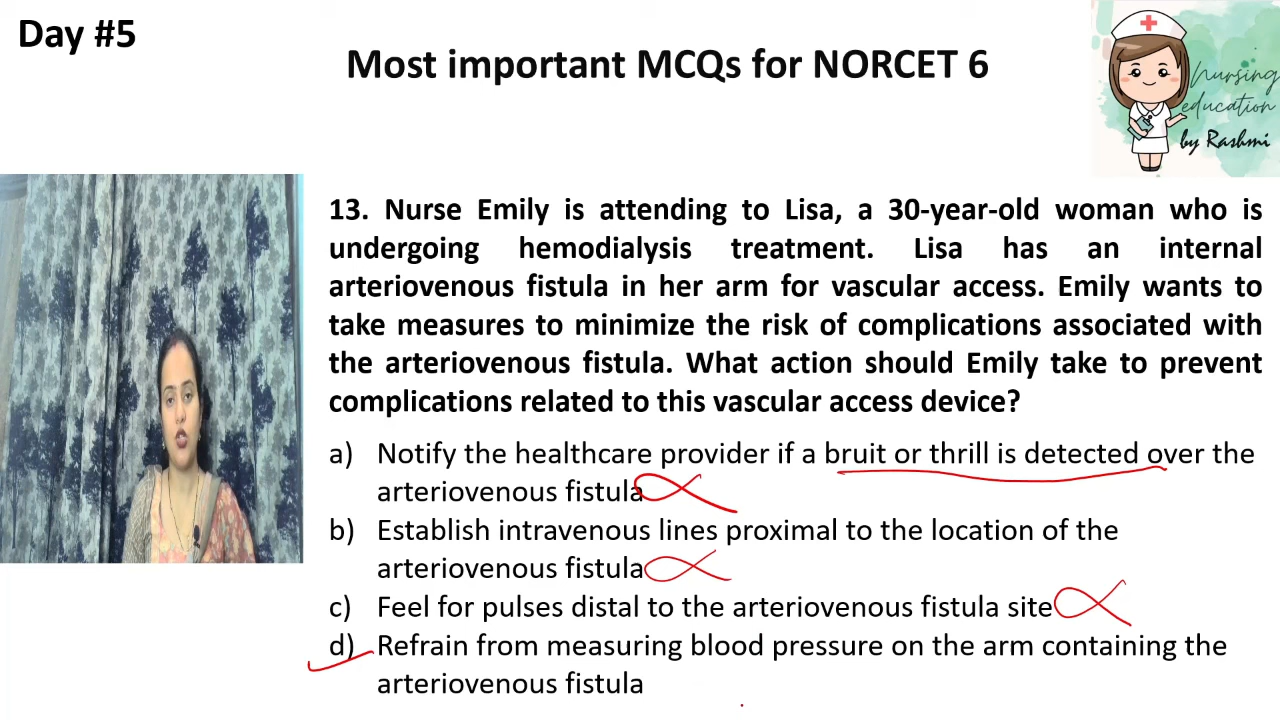 Day #5
Most important MCQs for NORCET 6
Nursing
education
by Rashmi
13. Nurse Emily is attending to Lisa, a 30-year-old woman who is
undergoing hemodialysis treatment. Lisa has an internal
arteriovenous fistula in her arm for vascular access. Emily wants to
take measures to minimize the risk of complications associated with
the arteriovenous fistula. What action should Emily take to prevent
complications related to this vascular access device?
a) Notify the healthcare provider if a bruit or thrill is detected over the
arteriovenous fistula
b) Establish intravenous lines proximal to the location of the
arteriovenous fistula
c) Feel for pulses distal to the arteriovenous fistula site
d) Refrain from measuring blood pressure on the arm containing the
arteriovenous fistula